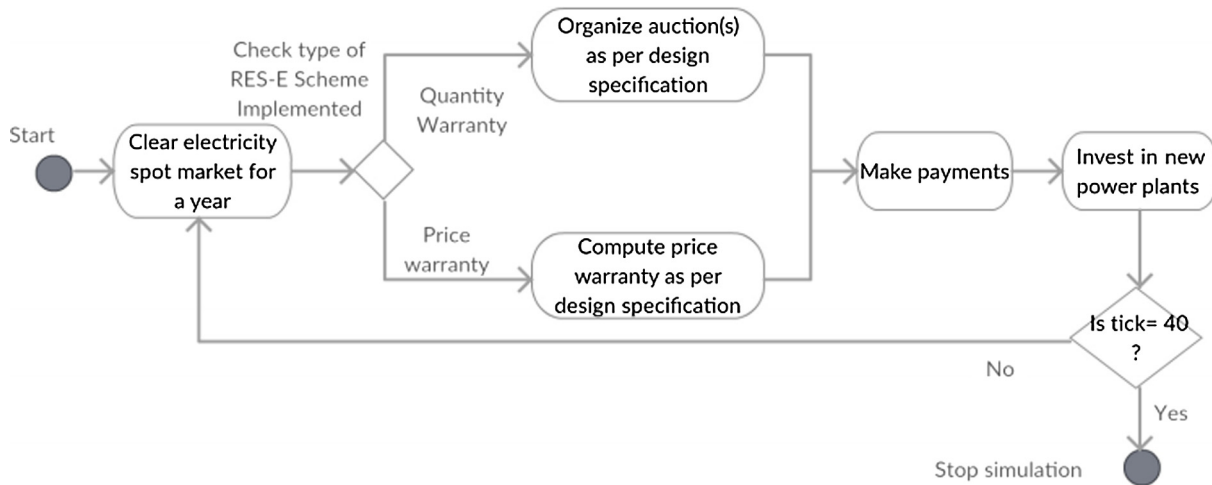 Start
Clear electricity
spot market for
a year
Check type of
RES-E Scheme
Implemented
Quantity
Warranty
Organize auction(s)
as per design
specification
Price
warranty
Compute price
warranty as per
design specification
Make payments
Invest in new
power plants
Is tick= 40
?
No
Yes
Stop simulation